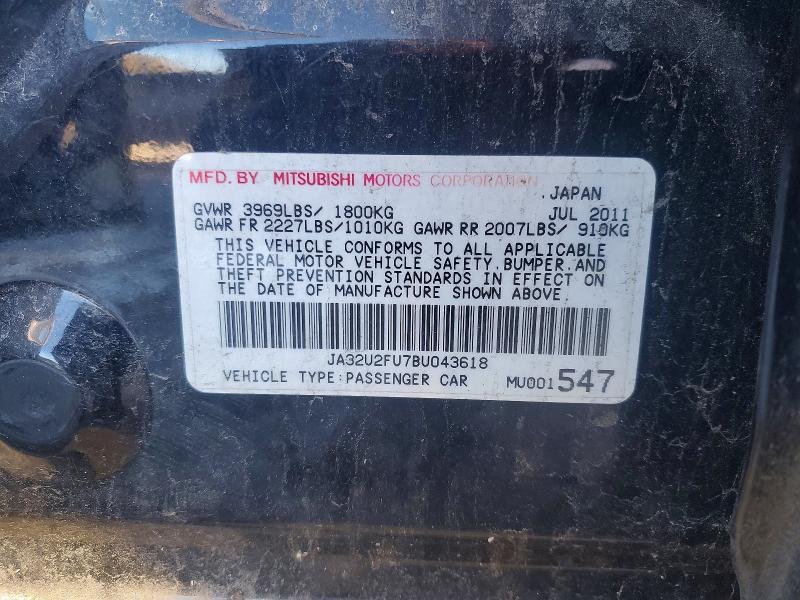 MFD. BY MITSUBISHI MOTORS CORPORATION
JAPAN
GVWR 3969LBS/ 1800KG JUL 2011
GAWR FR 2227LBS/1010KG GAWR RR 2007LBS/ 910KG
THIS VEHICLE CONFORMS TO ALL APPLICABLE
FEDERAL MOTOR VEHICLE SAFETY, BUMPER, AND
THEFT PREVENTION STANDARDS IN EFFECT ON
THE DATE OF MANUFACTURE SHOWN ABOVE.
JA32U2FU7BU043618
VEHICLE TYPE:PASSENGER CAR MU001547